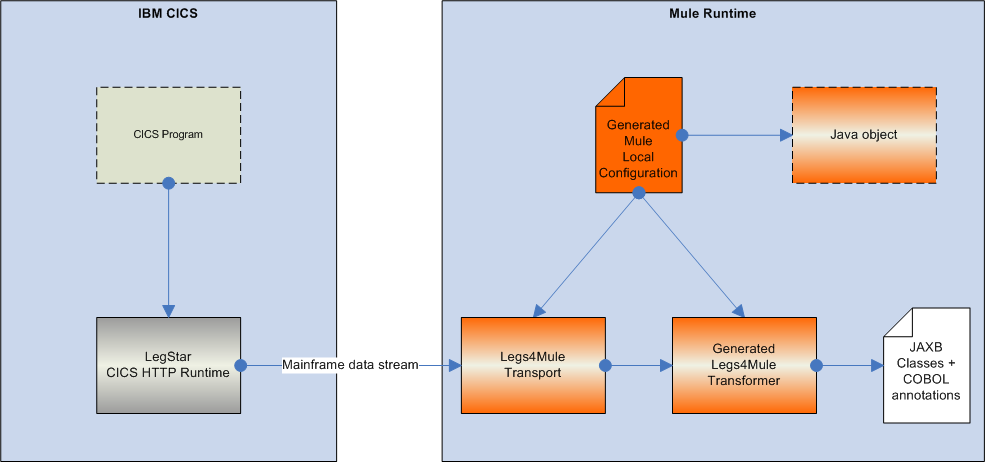 IBM CICS
Mule Runtime
CICS Program
Generated
Mule
Local
Configuration
Java object
LegStar
CICS HTTP Runtime
Mainframe data stream
Legs4Mule
Transport
Generated
Legs4Mule
Transformer
JAXB
Classes +
COBOL
annotations